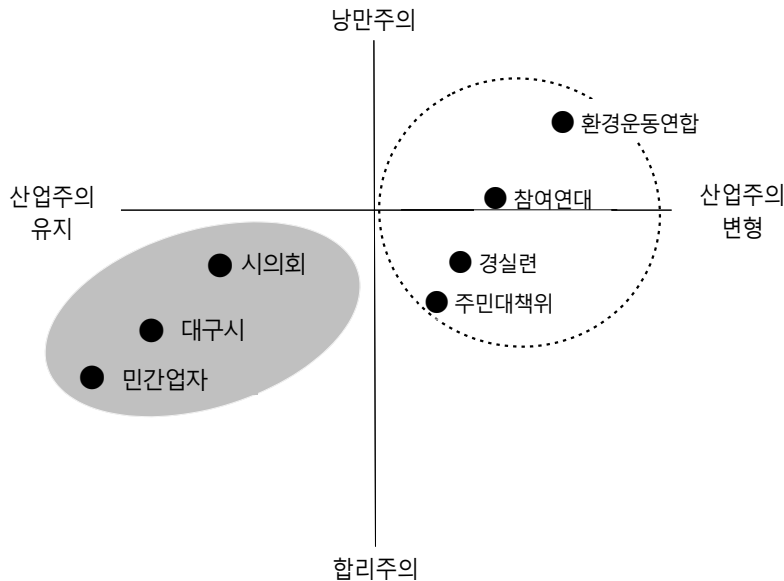 낭만주의
환경운동연합
산업주의
유지
참여연대
산업주의
변형
시의회
경실련
주민대책위
대구시
민간업자
합리주의